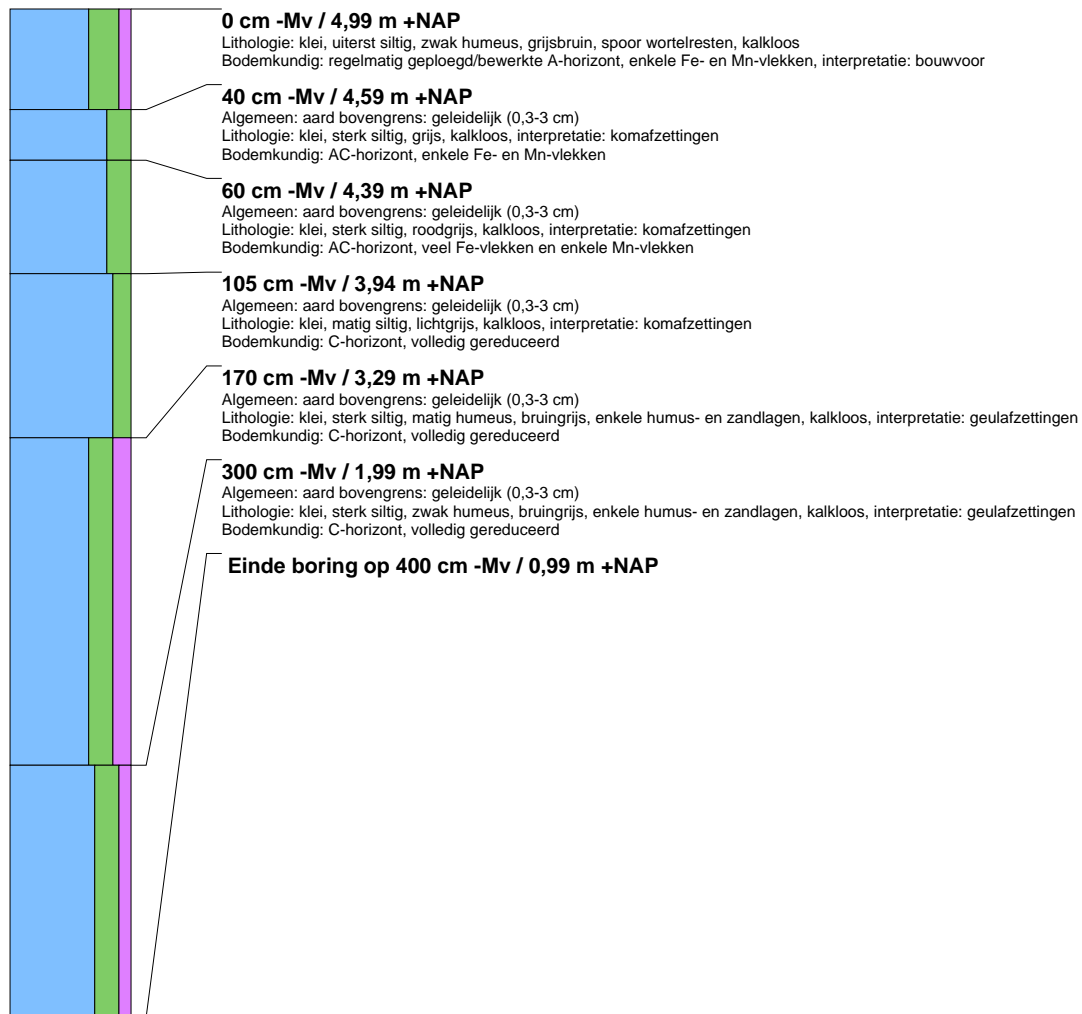 0 cm -Mv / 4,99 m +NAP
Lithologie: klei, uiterst siltig, zwak humeus, grijsbruin, spoor wortelresten, kalkloos
Bodemkundig: regelmatig geploegd/bewerkte A-horizont, enkele Fe- en Mn-vlekken, interpretatie: bouwvoor
40 cm -Mv / 4,59 m +NAP
Algemeen: aard bovengrens: geleidelijk (0,3-3 cm)
Lithologie: klei, sterk siltig, grijs, kalkloos, interpretatie: komafzettingen
Bodemkundig: AC-horizont, enkele Fe- en Mn-vlekken
60 cm -Mv / 4,39 m +NAP
Algemeen: aard bovengrens: geleidelijk (0,3-3 cm)
Lithologie: klei, sterk siltig, roodgrijs, kalkloos, interpretatie: komafzettingen
Bodemkundig: AC-horizont, veel Fe-vlekken en enkele Mn-vlekken
105 cm -Mv / 3,94 m +NAP
Algemeen: aard bovengrens: geleidelijk (0,3-3 cm)
Lithologie: klei, matig siltig, lichtgrijs, kalkloos, interpretatie: komafzettingen
Bodemkundig: C-horizont, volledig gereduceerd
170 cm -Mv / 3,29 m +NAP
Algemeen: aard bovengrens: geleidelijk (0,3-3 cm)
Lithologie: klei, sterk siltig, matig humeus, bruingrijs, enkele humus- en zandlagen, kalkloos, interpretatie: geulafzettingen
Bodemkundig: C-horizont, volledig gereduceerd
300 cm -Mv / 1,99 m +NAP
Algemeen: aard bovengrens: geleidelijk (0,3-3 cm)
Lithologie: klei, sterk siltig, zwak humeus, bruingrijs, enkele humus- en zandlagen, kalkloos, interpretatie: geulafzettingen
Bodemkundig: C-horizont, volledig gereduceerd
Einde boring op 400 cm -Mv / 0,99 m +NAP